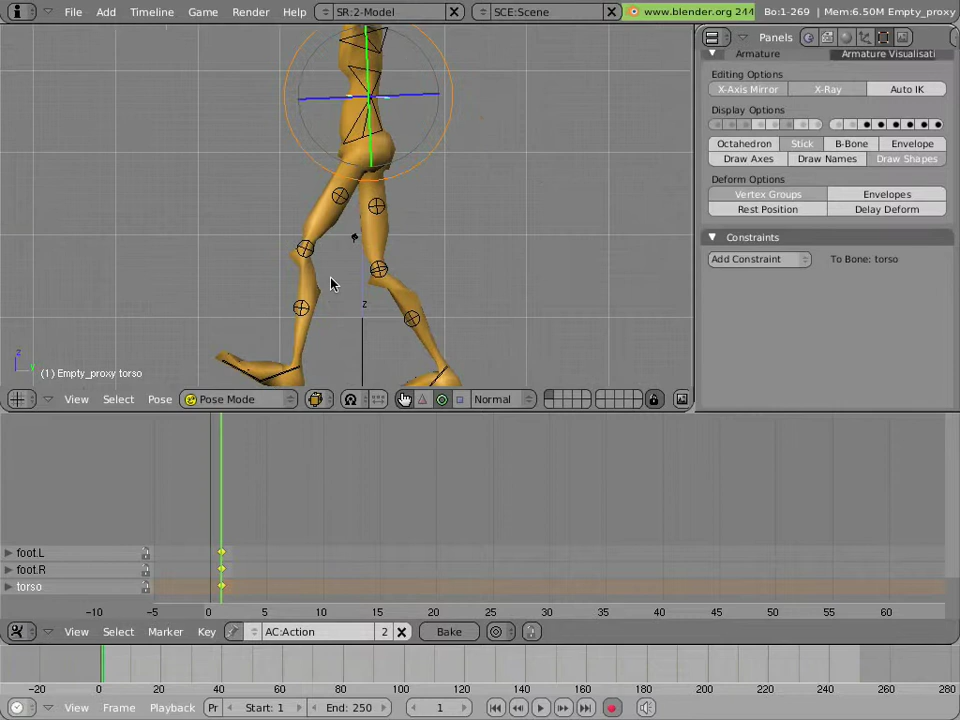 File Add Timeline Game Render Help SR:2-Model SCE:Scene www.blender.org 244 Bo:1-269 | Mem:6.50M Empty_proxy
Panels
Armature Armature Visualisati
Editing Options
X-Axis Mirror X-Ray Auto IK
Display Options
Octahedron Stick B-Bone Envelope
Draw Axes Draw Names Draw Shapes
Deform Options
Vertex Groups Envelopes
Rest Position Delay Deform
Constraints
Add Constraint To Bone: torso
z
z
y
(1) Empty_proxy torso
View Select Pose Pose Mode Normal
foot.L
foot.R
torso
-10 -5 0 5 10 15 20 25 30 35 40 45 50 55 60
View Select Marker Key AC:Action 2 Bake
-20 0 20 40 60 80 100 120 140 160 180 200 220 240 260 280
View Frame Playback Pr Start: 1 End: 250 1